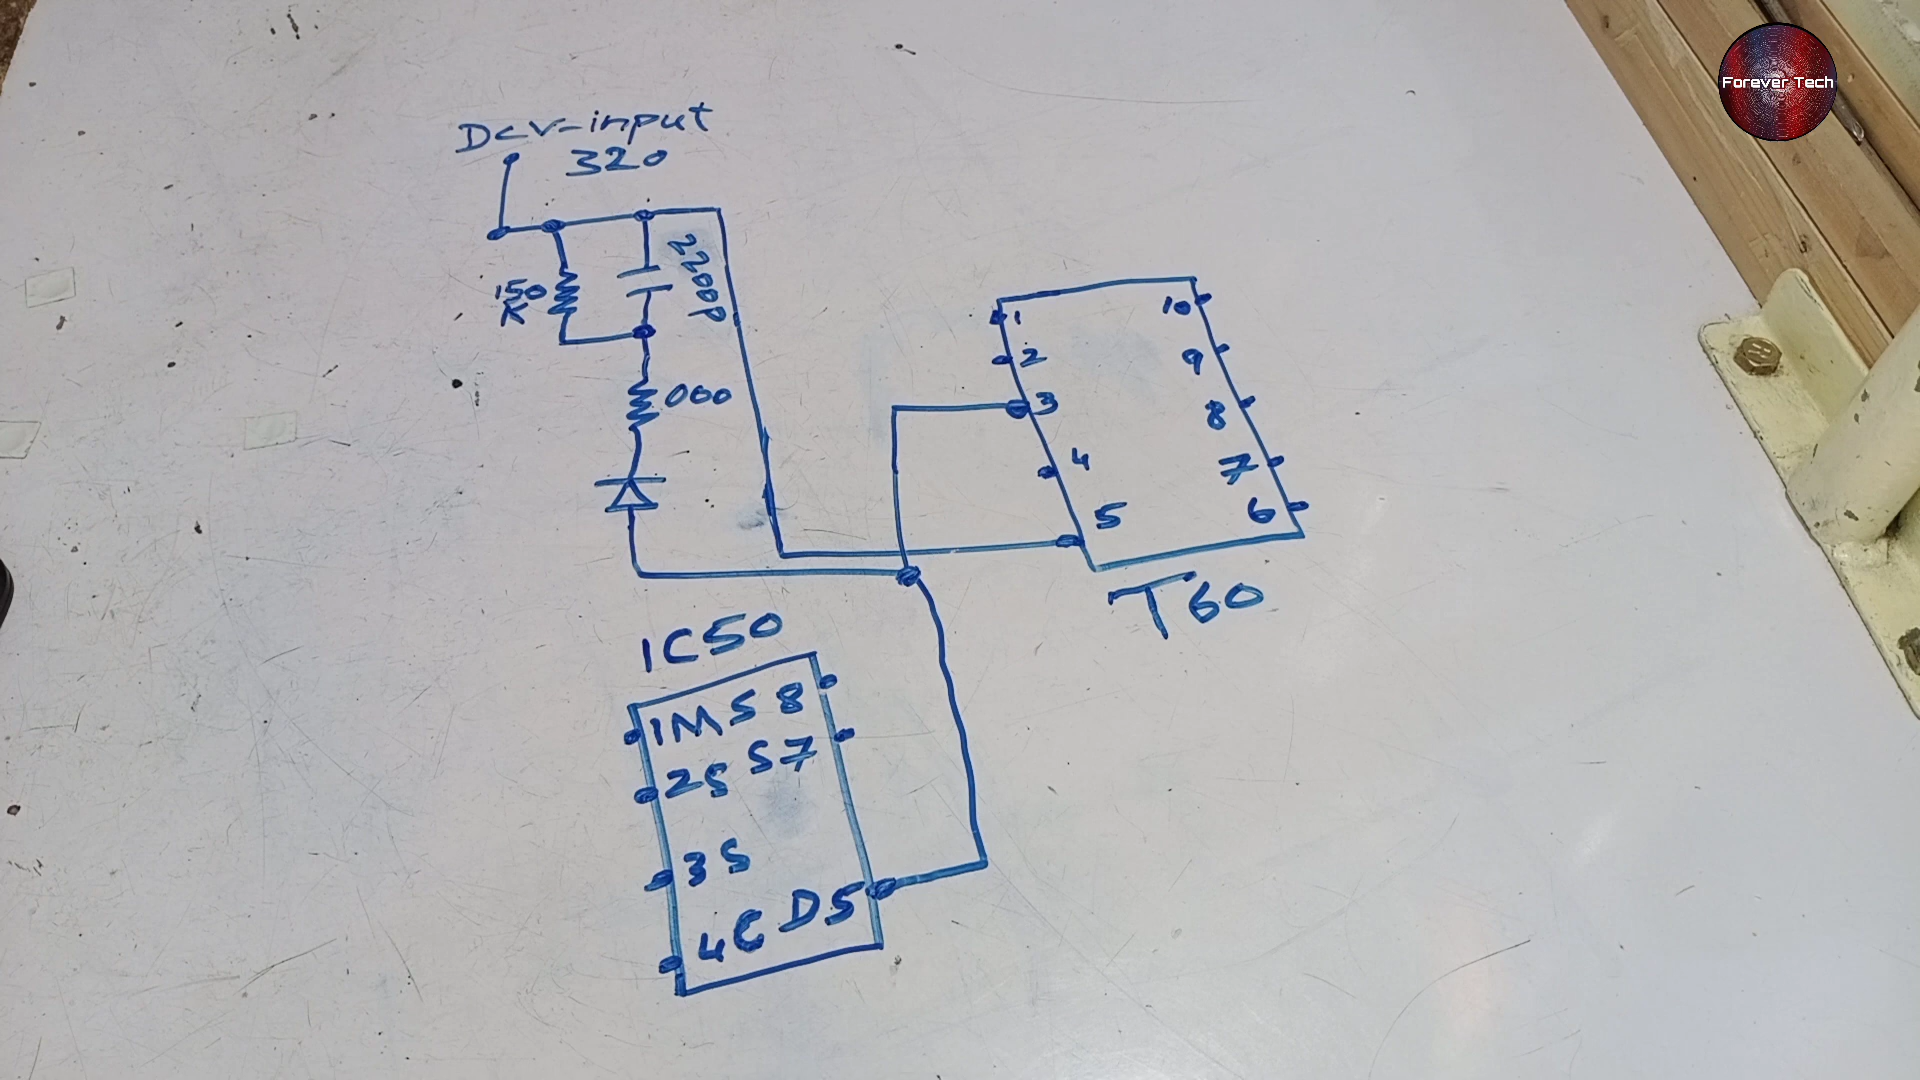 Forever Tech
DCV-input
320
150
K
2200P
000
1
2
3
4
5
10
9
8
7
6
T60
IC50
1M S 8
2S S7
3S
4C D5